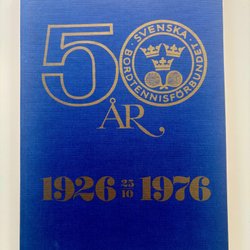 50
SVENSKA
BORDTENNISFÖRBUNDET
ÅR
1926 25/10 1976